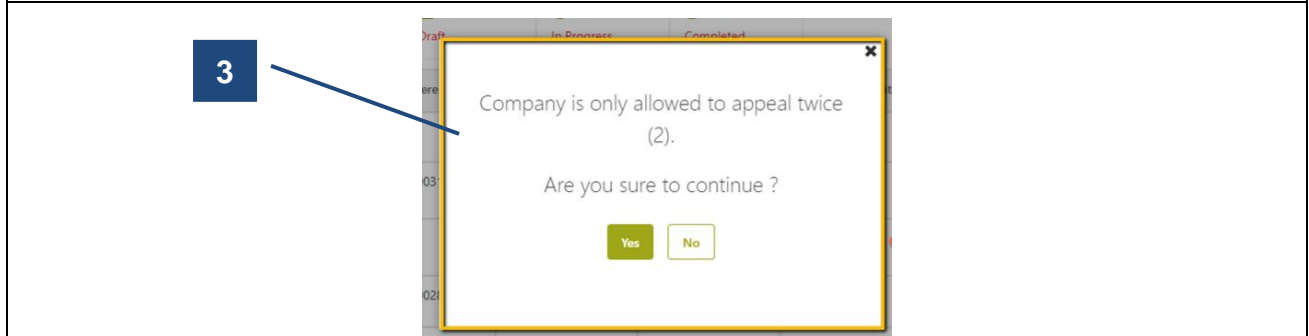 Draft In Progress Completed
3
Company is only allowed to appeal twice
(2).
Are you sure to continue ?
Yes No